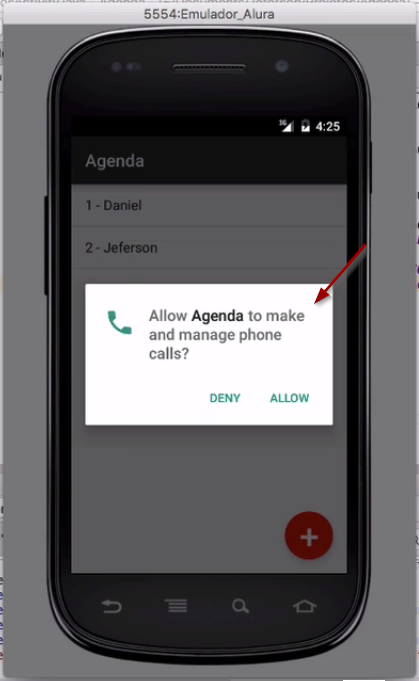 5554:Emulador_Alura
3G 4:25
Agenda
1 - Daniel
2 - Jeferson
Allow Agenda to make
and manage phone
calls?
DENY
ALLOW
+